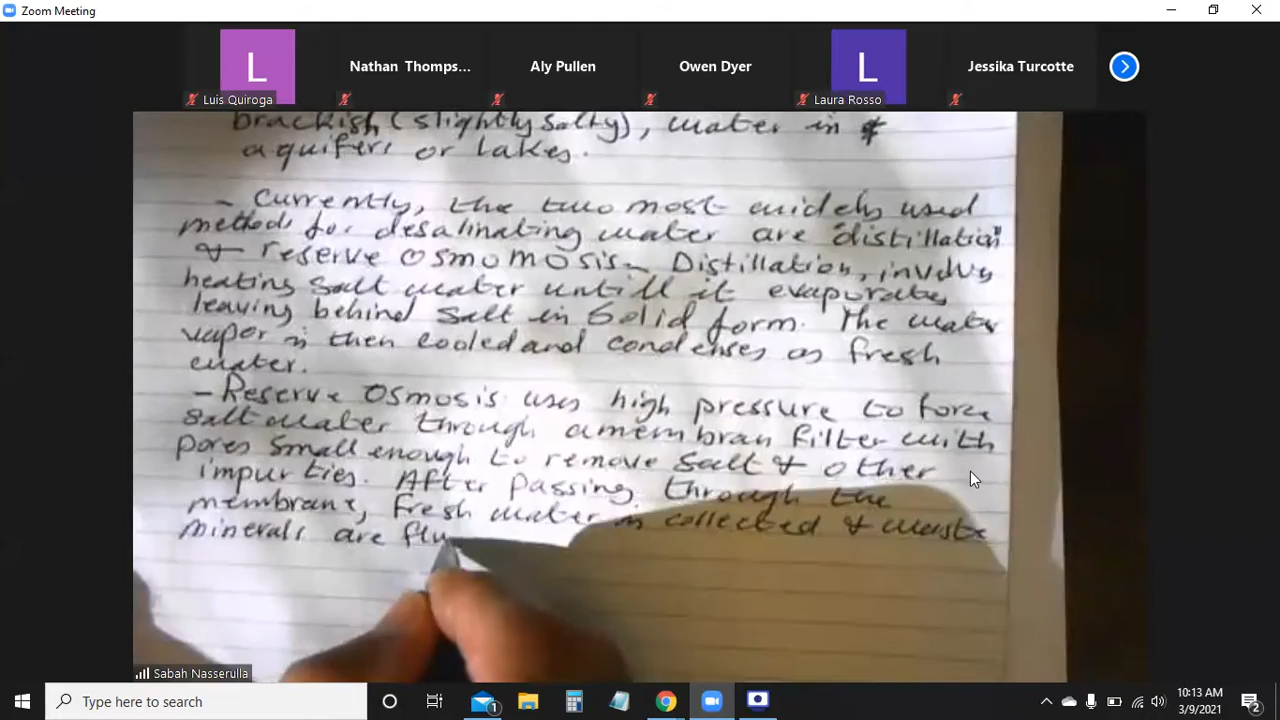 Zoom Meeting
L
L
Nathan Thomps...
Aly Pullen
Owen Dyer
Jessika Turcotte
Luis Quiroga
Laura Rosso
brackish (slightly salty), water in
aquifers or lakes.
- Currently, the two most widely used
methods for desalinating water are distillation
& reserve osmomosis. Distillation, involves
heating salt water untill it evaporates,
leaving behind salt in solid form. The water
vapor is then cooled and condenses as fresh
water.
- Reserve Osmosis uses high pressure to force
salt water through a membran filter with
pores small enough to remove salt & other
impurties. After passing through the
membrane, fresh water is collected & waste
minerals are flu
Sabah Nasserulla
Type here to search
1
10:13 AM
3/9/2021
2